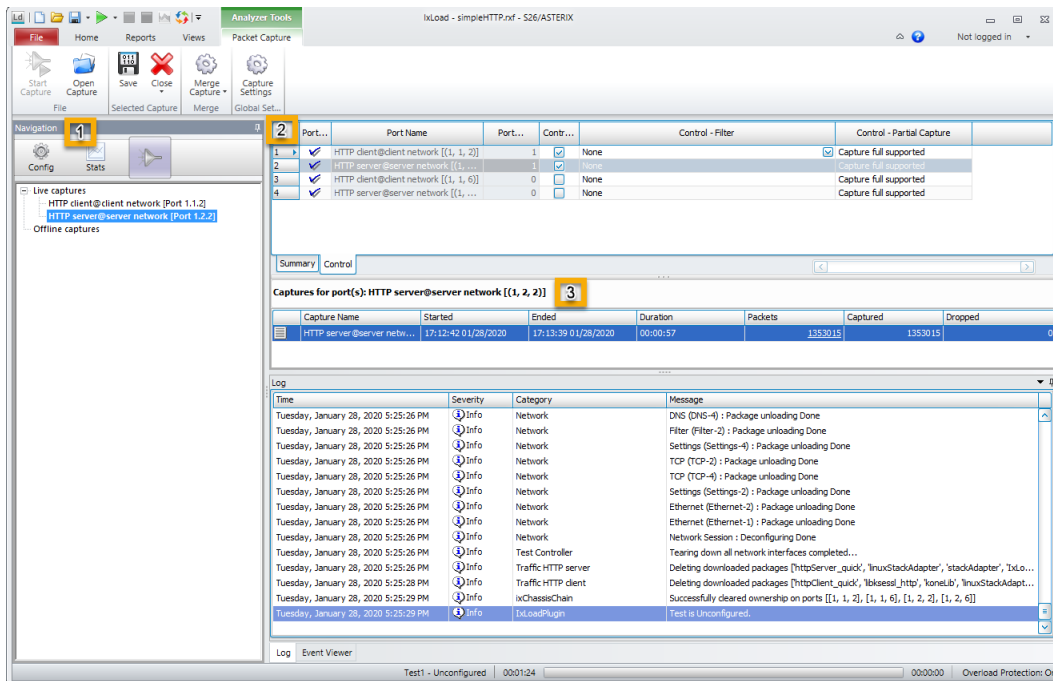 Ld
Analyzer Tools
IxLoad - simpleHTTP.rxf - S26/ASTERIX
File Home Reports Views Packet Capture
Not logged in
Start Capture
Open Capture
Save
Close
Merge Capture
Capture Settings
File Selected Capture Merge Global Set...
Navigation
1
Config Stats
Live captures
HTTP client@client network [Port 1.1.2]
HTTP server@server network [Port 1.2.2]
Offline captures
2
Port... Port Name Port... Contr... Control - Filter Control - Partial Capture
1 HTTP client@client network [(1, 1, 2)] 1 None Capture full supported
2 HTTP server@server network [(1, ... 1 None Capture full supported
3 HTTP client@client network [(1, 1, 6)] 0 None Capture full supported
4 HTTP server@server network [(1, ... 0 None Capture full supported
Summary Control
Captures for port(s): HTTP server@server network [(1, 2, 2)]
3
Capture Name Started Ended Duration Packets Captured Dropped
HTTP server@server netw... 17:12:42 01/28/2020 17:13:39 01/28/2020 00:00:57 1353015 1353015 0
Log
Time Severity Category Message
Tuesday, January 28, 2020 5:25:26 PM Info Network DNS (DNS-4) : Package unloading Done
Tuesday, January 28, 2020 5:25:26 PM Info Network Filter (Filter-2) : Package unloading Done
Tuesday, January 28, 2020 5:25:26 PM Info Network Settings (Settings-4) : Package unloading Done
Tuesday, January 28, 2020 5:25:26 PM Info Network TCP (TCP-2) : Package unloading Done
Tuesday, January 28, 2020 5:25:26 PM Info Network TCP (TCP-4) : Package unloading Done
Tuesday, January 28, 2020 5:25:26 PM Info Network Settings (Settings-2) : Package unloading Done
Tuesday, January 28, 2020 5:25:26 PM Info Network Ethernet (Ethernet-2) : Package unloading Done
Tuesday, January 28, 2020 5:25:26 PM Info Network Ethernet (Ethernet-1) : Package unloading Done
Tuesday, January 28, 2020 5:25:26 PM Info Network Network Session : Deconfiguring Done
Tuesday, January 28, 2020 5:25:26 PM Info Test Controller Tearing down all network interfaces completed...
Tuesday, January 28, 2020 5:25:26 PM Info Traffic HTTP server Deleting downloaded packages ['httpServer_quick', 'linuxStackAdapter', 'stackAdapter', 'IxLo...
Tuesday, January 28, 2020 5:25:28 PM Info Traffic HTTP client Deleting downloaded packages ['httpClient_quick', 'libksessl_http', 'koneLib', 'linuxStackAdapt...
Tuesday, January 28, 2020 5:25:29 PM Info ixChassisChain Successfully cleared ownership on ports [[1, 1, 2], [1, 1, 6], [1, 2, 2], [1, 2, 6]]
Tuesday, January 28, 2020 5:25:29 PM Info IxLoadPlugin Test is Unconfigured.
Log Event Viewer
Test1 - Unconfigured 00:01:24 00:00:00 Overload Protection: On